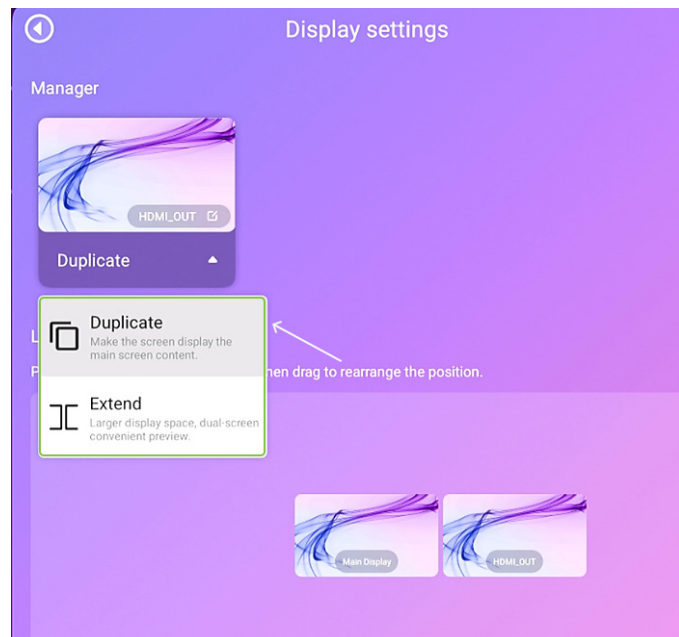 Display settings
Manager
HDMI_OUT
Duplicate
Duplicate
Make the screen display the
main screen content.
Extend
Larger display space, dual-screen
convenient preview.
L
P
hen drag to rearrange the position.
Main Display
HDMI_OUT